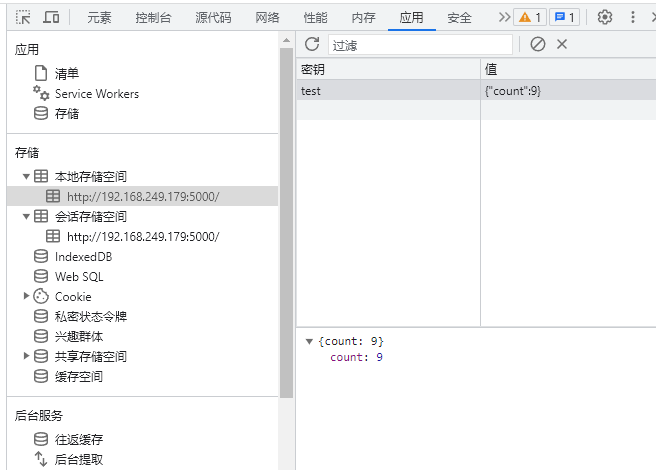 元素 控制台 源代码 网络 性能 内存 应用 安全 1 1
应用
清单
Service Workers
存储
存储
本地存储空间
http://192.168.249.179:5000/
会话存储空间
http://192.168.249.179:5000/
IndexedDB
Web SQL
Cookie
私密状态令牌
兴趣群体
共享存储空间
缓存空间
后台服务
往返缓存
后台提取
过滤
密钥 值
test {"count":9}
{count: 9}
count: 9